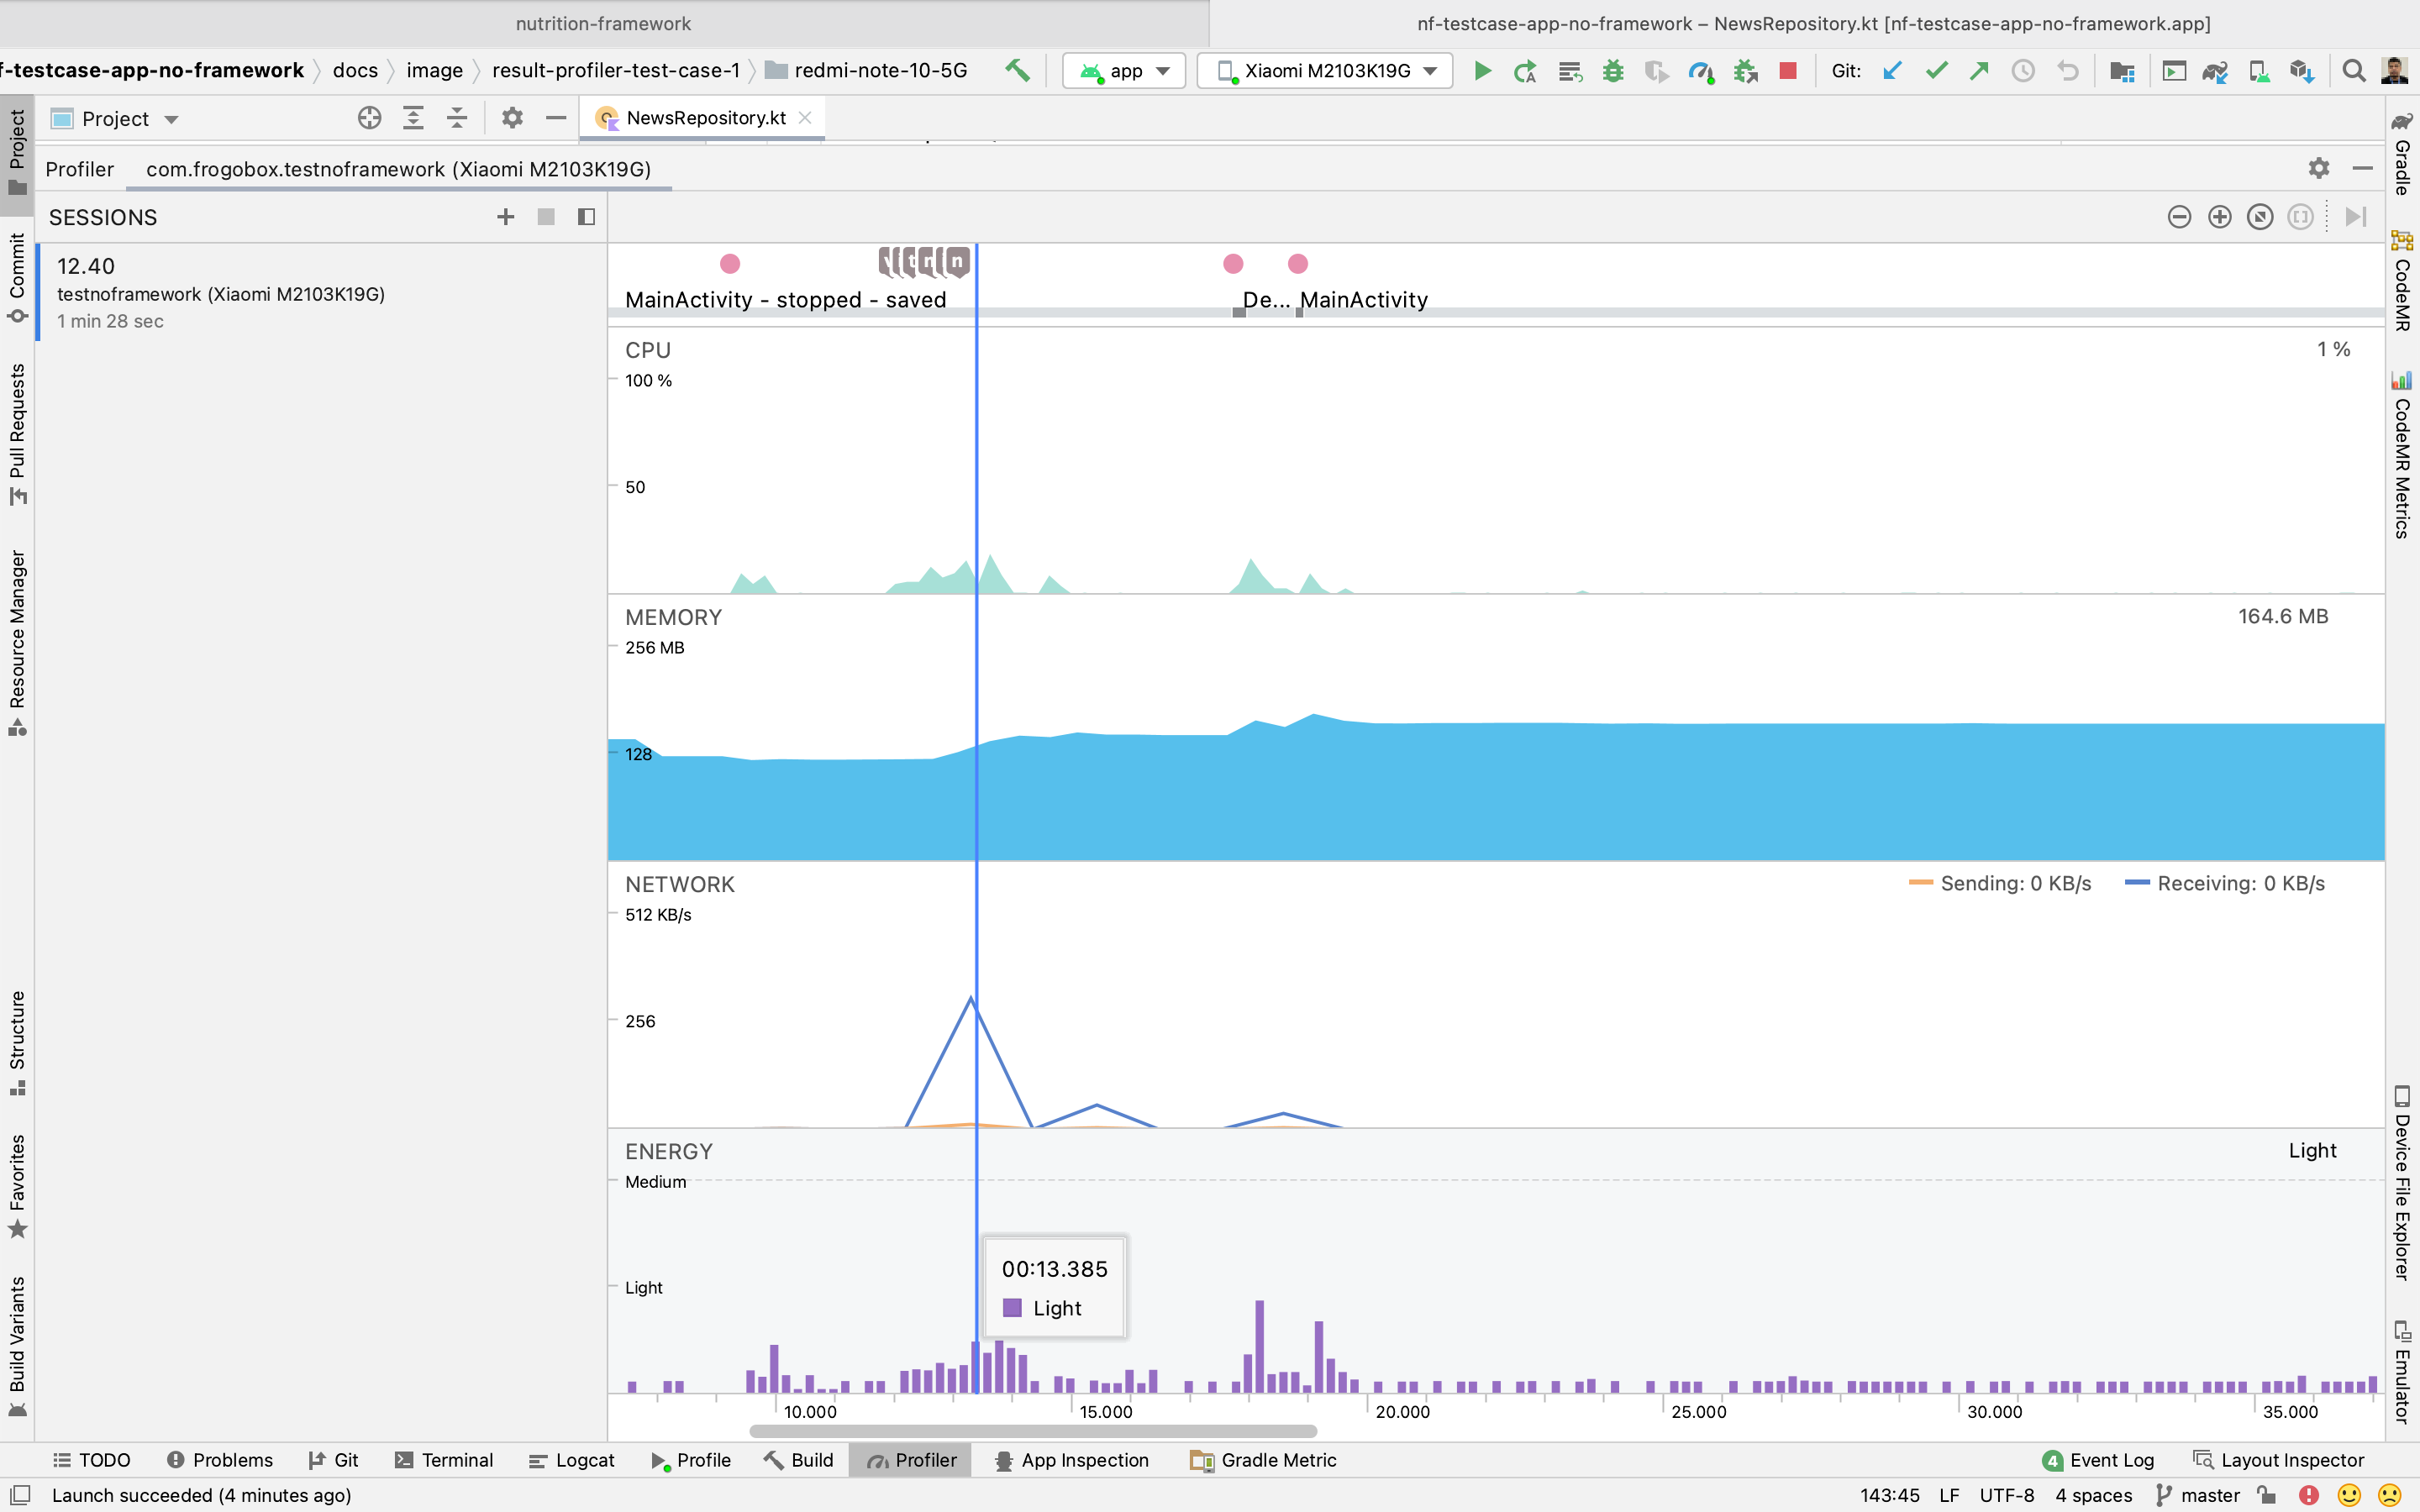 nutrition-framework
nf-testcase-app-no-framework – NewsRepository.kt [nf-testcase-app-no-framework.app]
f-testcase-app-no-framework
docs
image
result-profiler-test-case-1
redmi-note-10-5G
app
Xiaomi M2103K19G
Git:
Project
NewsRepository.kt
Profiler
com.frogobox.testnoframework (Xiaomi M2103K19G)
SESSIONS
12.40
testnoframework (Xiaomi M2103K19G)
1 min 28 sec
MainActivity - stopped - saved
De...
MainActivity
CPU
1 %
100 %
50
MEMORY
164.6 MB
256 MB
128
NETWORK
Sending: 0 KB/s
Receiving: 0 KB/s
512 KB/s
256
ENERGY
Light
Medium
Light
00:13.385
Light
10.000
15.000
20.000
25.000
30.000
35.000
Project
Commit
Pull Requests
Resource Manager
Structure
Favorites
Build Variants
Gradle
CodeMR
CodeMR Metrics
Device File Explorer
Emulator
TODO
Problems
Git
Terminal
Logcat
Profile
Build
Profiler
App Inspection
Gradle Metric
4 Event Log
Layout Inspector
Launch succeeded (4 minutes ago)
143:45
LF
UTF-8
4 spaces
master